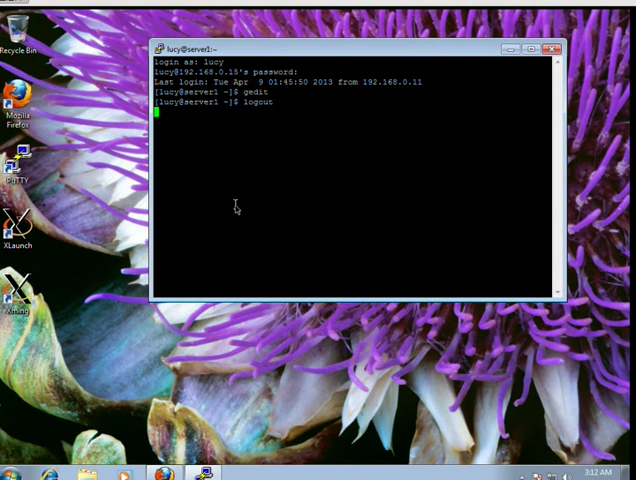 Recycle Bin
Mozilla
Firefox
PuTTY
XLaunch
Xming
lucy@server1:~
login as: lucy
lucy@192.168.0.15's password:
Last login: Tue Apr  9 01:45:50 2013 from 192.168.0.11
[lucy@server1 ~]$ gedit
[lucy@server1 ~]$ logout
3:12 AM